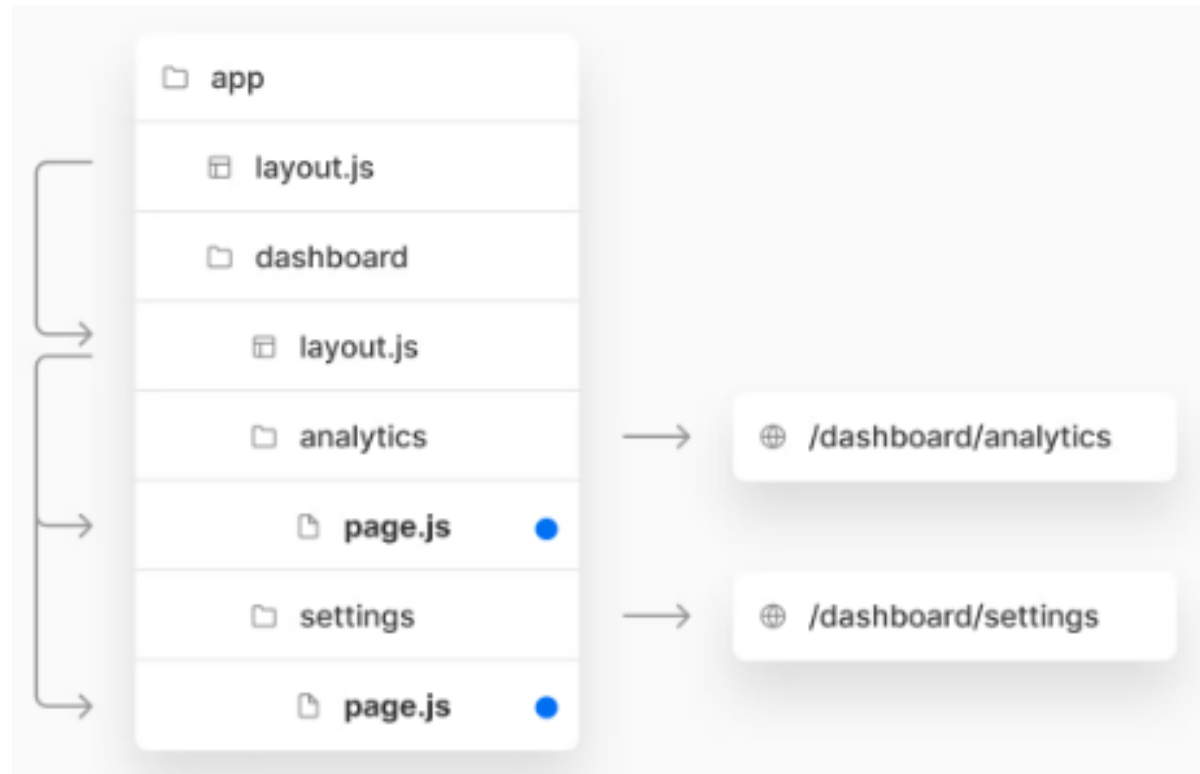 app
layout.js
dashboard
layout.js
analytics
/dashboard/analytics
page.js
settings
/dashboard/settings
page.js